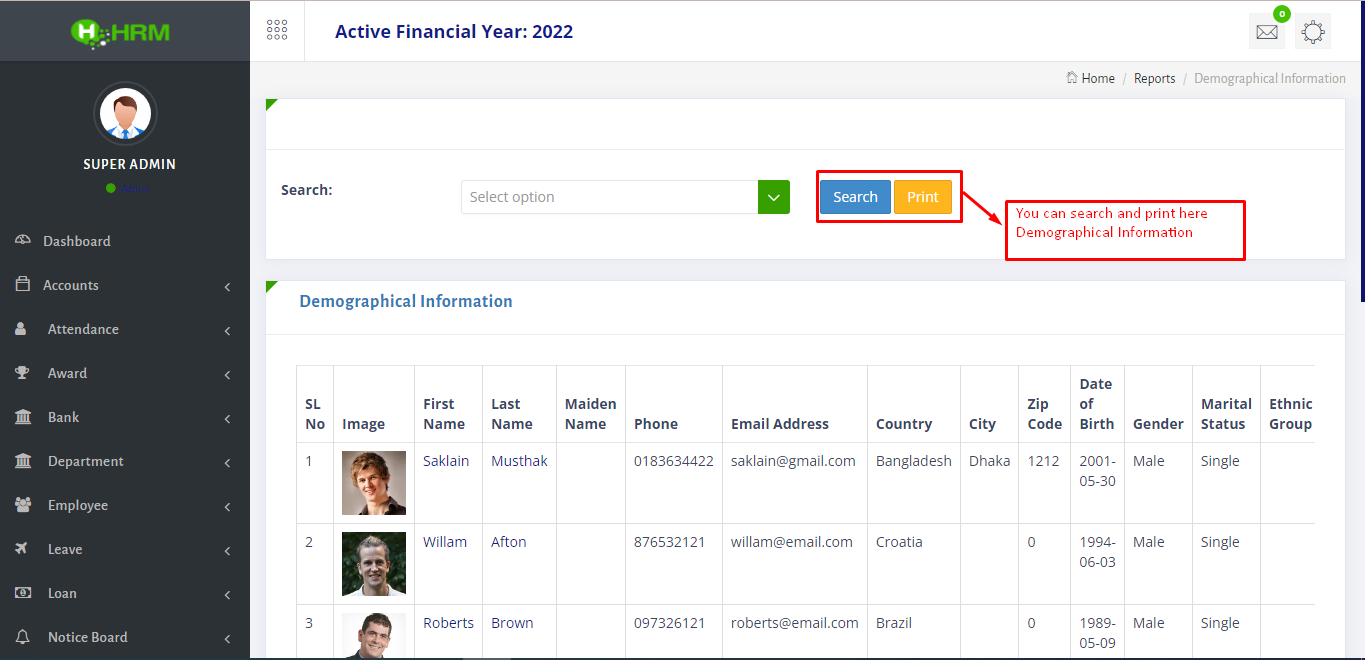 HRM
Active Financial Year: 2022
0
Home / Reports / Demographical Information
SUPER ADMIN
Search:
Select option
Search
Print
You can search and print here
Demographical Information
Dashboard
Accounts
Attendance
Award
Bank
Department
Employee
Leave
Loan
Notice Board
Demographical Information
SL No Image First Name Last Name Maiden Name Phone Email Address Country City Zip Code Date of Birth Gender Marital Status Ethnic Group
1 Saklain Musthak 0183634422 saklain@gmail.com Bangladesh Dhaka 1212 2001-05-30 Male Single
2 Willam Afton 876532121 willam@email.com Croatia 0 1994-06-03 Male Single
3 Roberts Brown 097326121 roberts@email.com Brazil 0 1989-05-09 Male Single